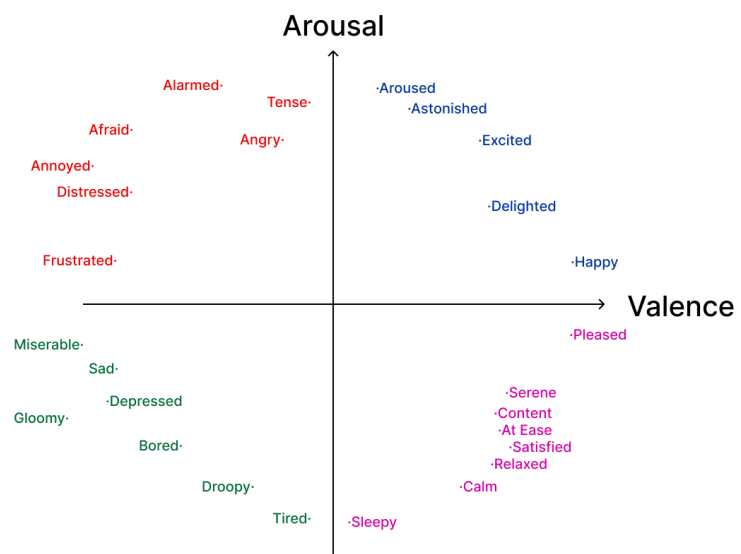 Arousal
Alarmed·
·Aroused
Tense·
·Astonished
Afraid·
Angry·
·Excited
Annoyed·
Distressed·
·Delighted
Frustrated·
·Happy
Valence
·Pleased
Miserable·
Sad·
·Serene
·Depressed
·Content
Gloomy·
·At Ease
Bored·
·Satisfied
·Relaxed
Droopy·
·Calm
Tired·
·Sleepy